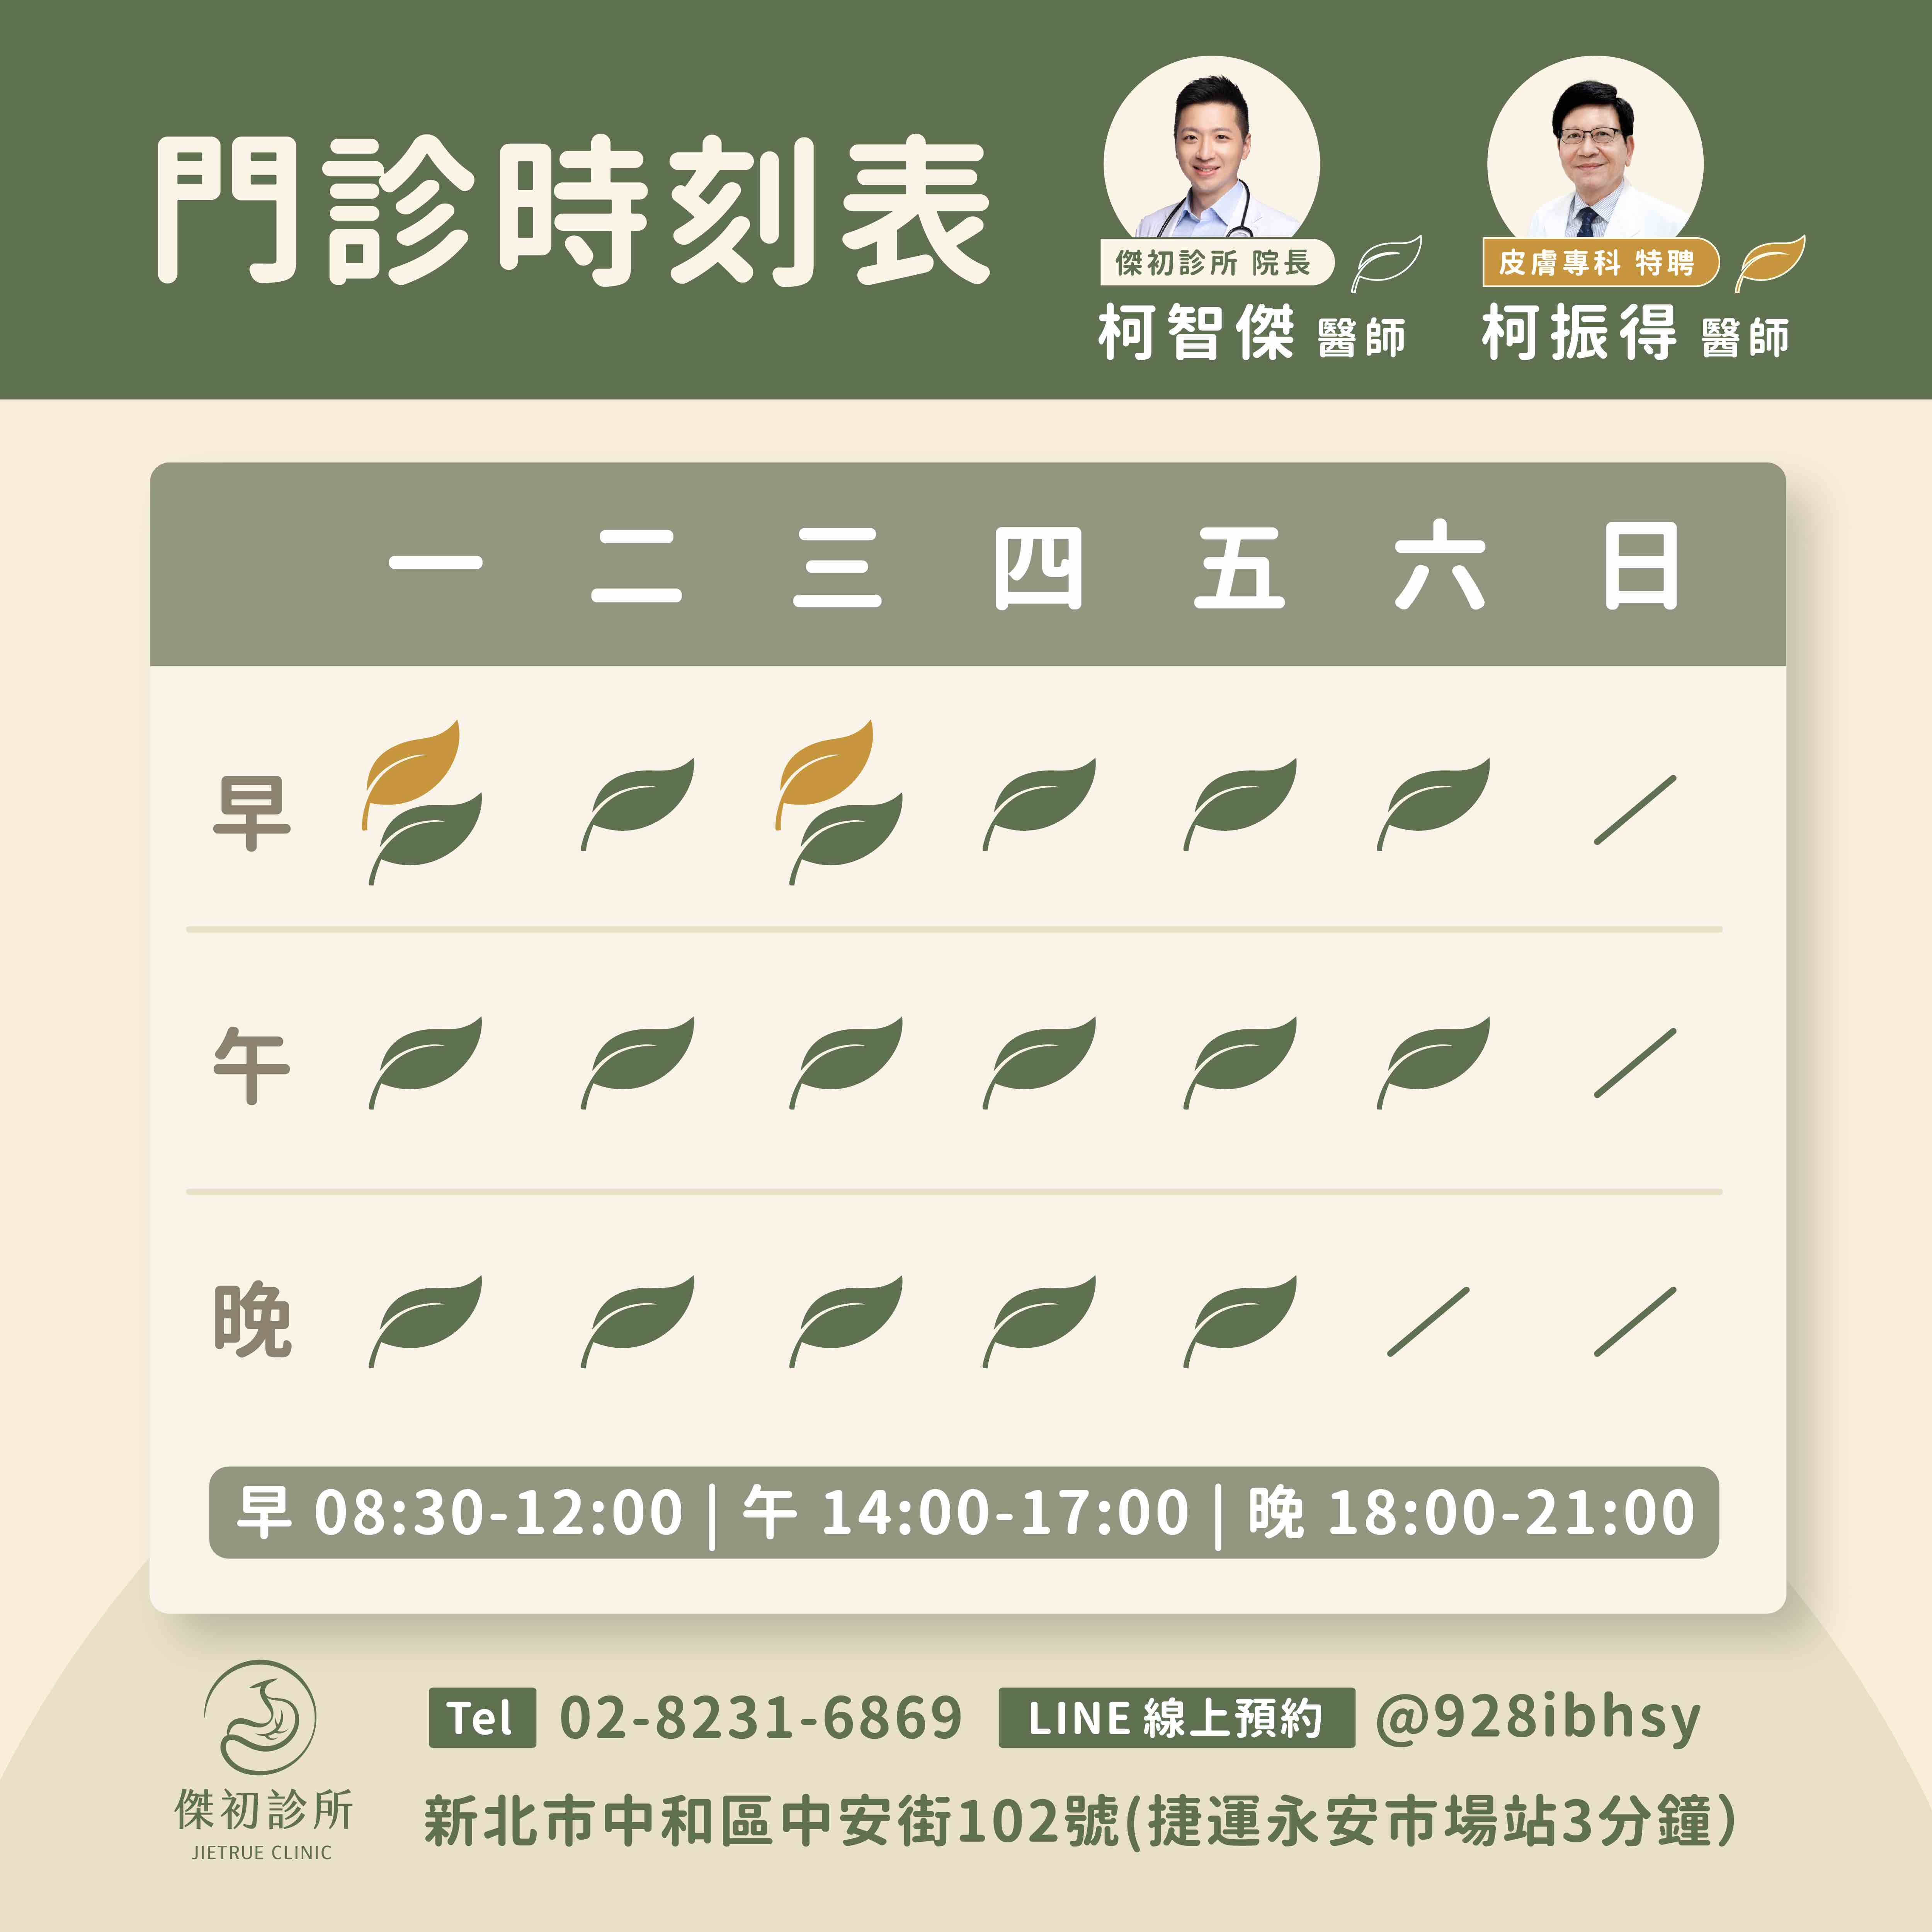 門診時刻表
傑初診所 院長
柯智傑 醫師
皮膚專科 特聘
柯振得 醫師
一 二 三 四 五 六 日
早
午
晚
早 08:30-12:00 | 午 14:00-17:00 | 晚 18:00-21:00
Tel 02-8231-6869 LINE 線上預約 @928ibhsy
新北市中和區中安街102號(捷運永安市場站3分鐘)
傑初診所
JIETRUE CLINIC